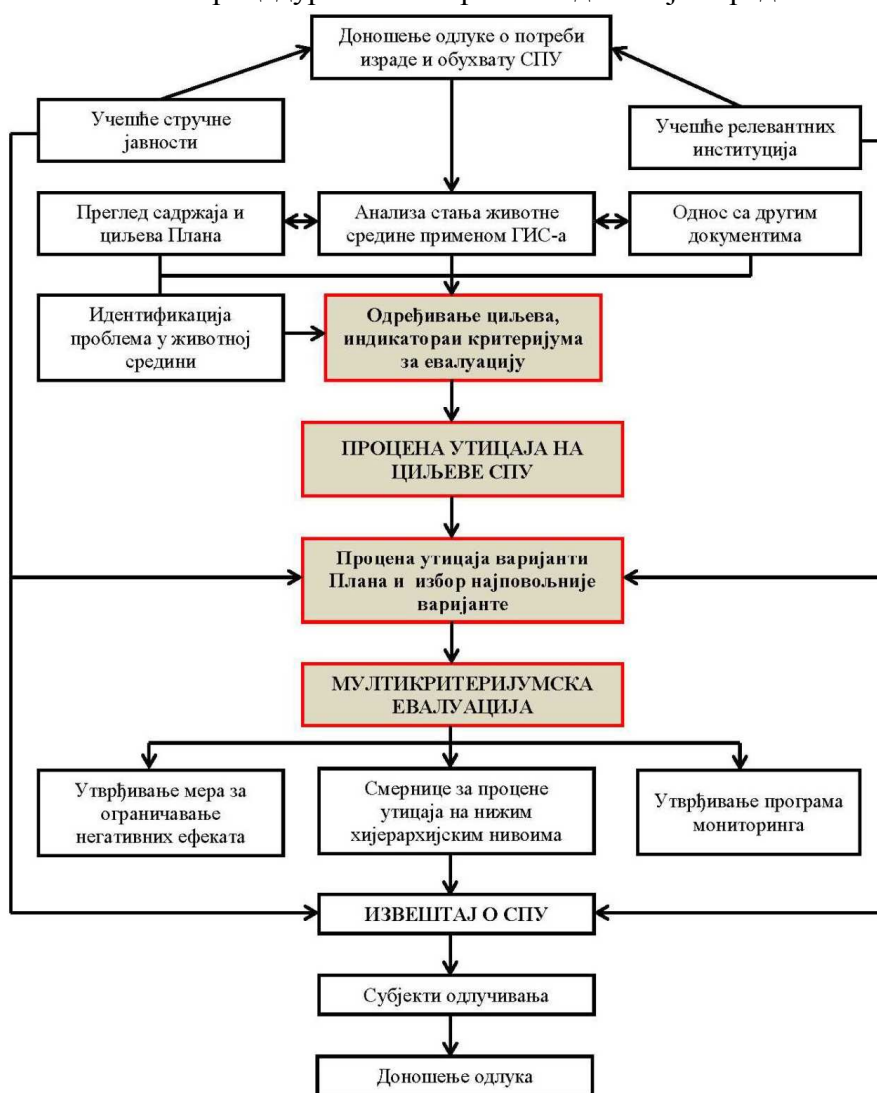 Доношење одлуке о потреби
израде и обухвату СПУ
Учешће стручне
јавности
Учешће релевантних
институција
Преглед садржаја и
циљева Плана
Анализа стања животне
средине применом ГИС-а
Однос са другим
документима
Идентификација
проблема у животној
средини
Одређивање циљева,
индикатораи критеријума
за евалуацију
ПРОЦЕНА УТИЦАЈА НА
ЦИЉЕВЕ СПУ
Процена утицаја варијанти
Плана и избор најповољније
варијанте
МУЛТИКРИТЕРИЈУМСКА
ЕВАЛУАЦИЈА
Утврђивање мера за
ограничавање
негативних ефеката
Смернице за процене
утицаја на нижим
хијерархијским нивоима
Утврђивање програма
мониторинга
ИЗВЕШТАЈ О СПУ
Субјекти одлучивања
Доношење одлука